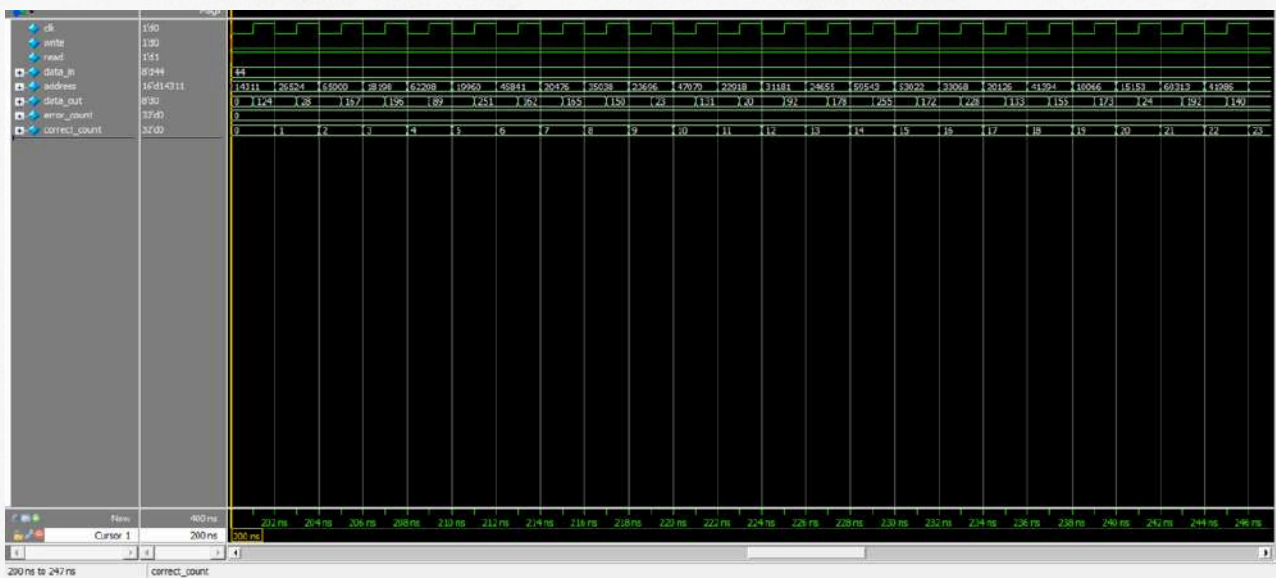 clk 1'd0
write 1'd0
read 1'd1
data_in 8'd44 44
address 16'd14311 14311 26524 65000 18198 62208 19960 45841 20476 35038 23696 47070 22918 31181 24655 50543 53022 33068 20126 41394 10066 15153 60313 41986
data_out 8'd0 0 124 28 167 196 89 251 162 165 150 23 131 20 92 178 255 172 228 133 155 173 24 192 140
error_count 32'd0 0
correct_count 32'd0 0 1 2 3 4 5 6 7 8 9 10 11 12 13 14 15 16 17 18 19 20 21 22 23
Now 400 ns 202 ns 204 ns 206 ns 208 ns 210 ns 212 ns 214 ns 216 ns 218 ns 220 ns 222 ns 224 ns 226 ns 228 ns 230 ns 232 ns 234 ns 236 ns 238 ns 240 ns 242 ns 244 ns 246 ns
Cursor 1 200 ns 200 ns
200 ns to 247 ns correct_count